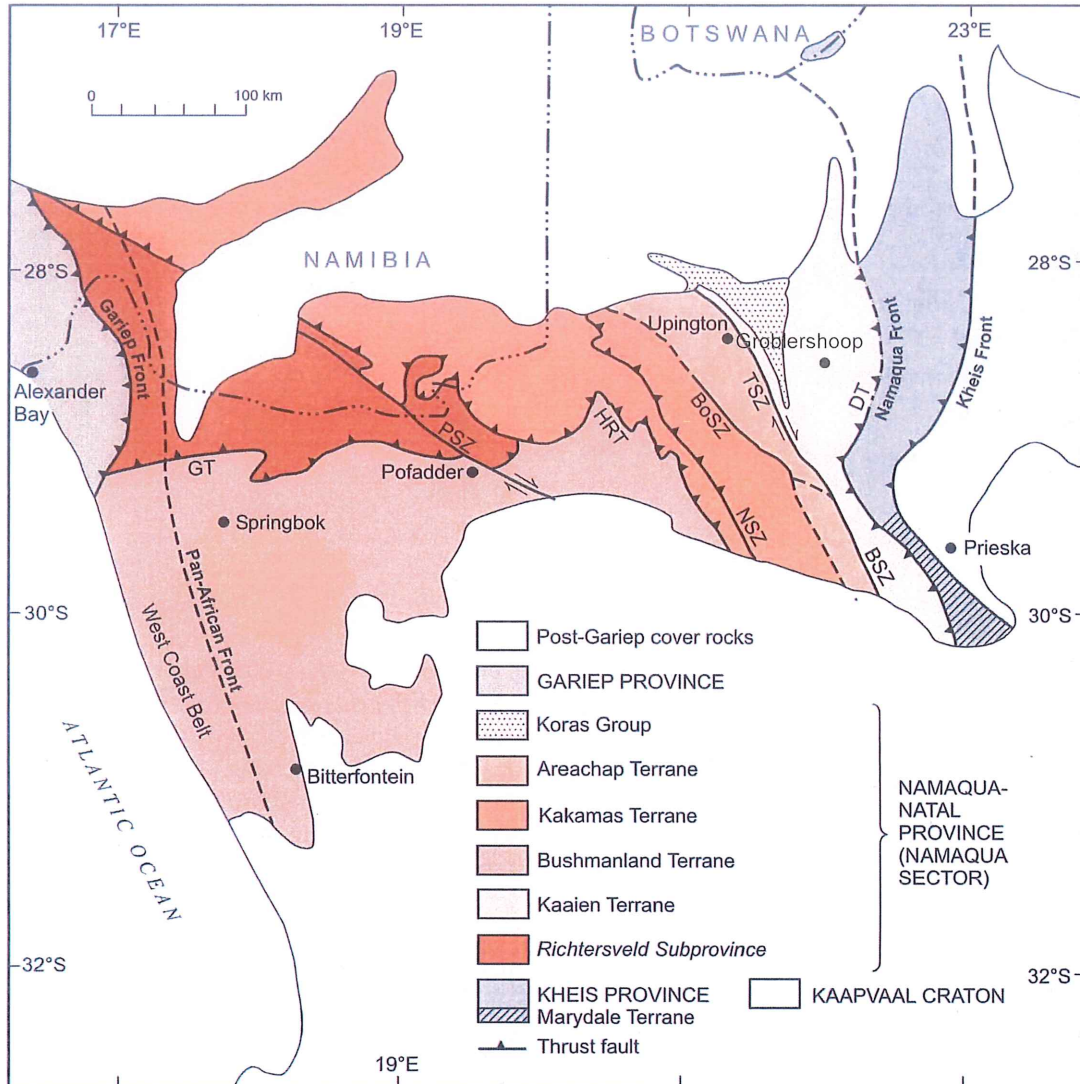 17°E
19°E
BOTSWANA
23°E
0
100 km
NAMIBIA
28°S
28°S
Gariep Front
Upington
Groblershoop
Namaqua Front
Kheis Front
Alexander
Bay
TSZ
DT
BoSZ
HRT
PSZ
GT
Pofadder
Springbok
NSZ
BSZ
Prieska
Pan-African Front
West Coast Belt
30°S
30°S
Bitterfontein
ATLANTIC OCEAN
Post-Gariep cover rocks
GARIEP PROVINCE
Koras Group
Areachap Terrane
Kakamas Terrane
Bushmanland Terrane
Kaaien Terrane
Richtersveld Subprovince
NAMAQUA-
NATAL
PROVINCE
(NAMAQUA
SECTOR)
32°S
32°S
KHEIS PROVINCE
Marydale Terrane
KAAPVAAL CRATON
Thrust fault
19°E